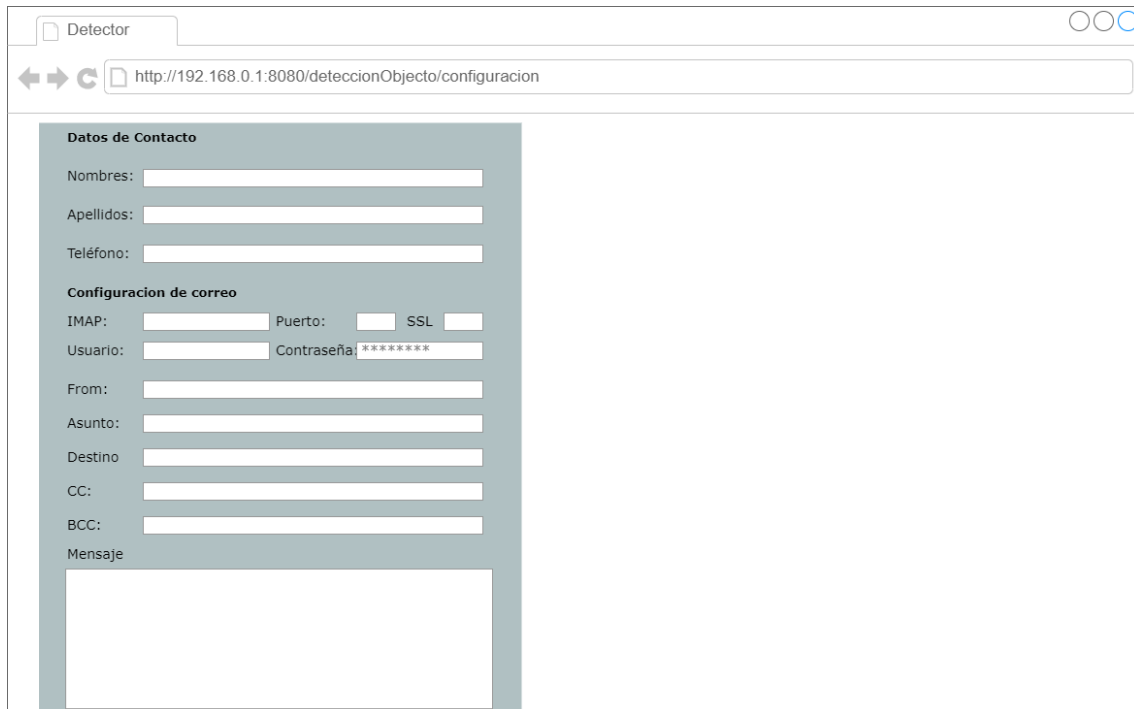 Detector
http://192.168.0.1:8080/deteccionObjecto/configuracion
Datos de Contacto
Nombres:
Apellidos:
Teléfono:
Configuracion de correo
IMAP: Puerto: SSL
Usuario: Contraseña: ********
From:
Asunto:
Destino
CC:
BCC:
Mensaje